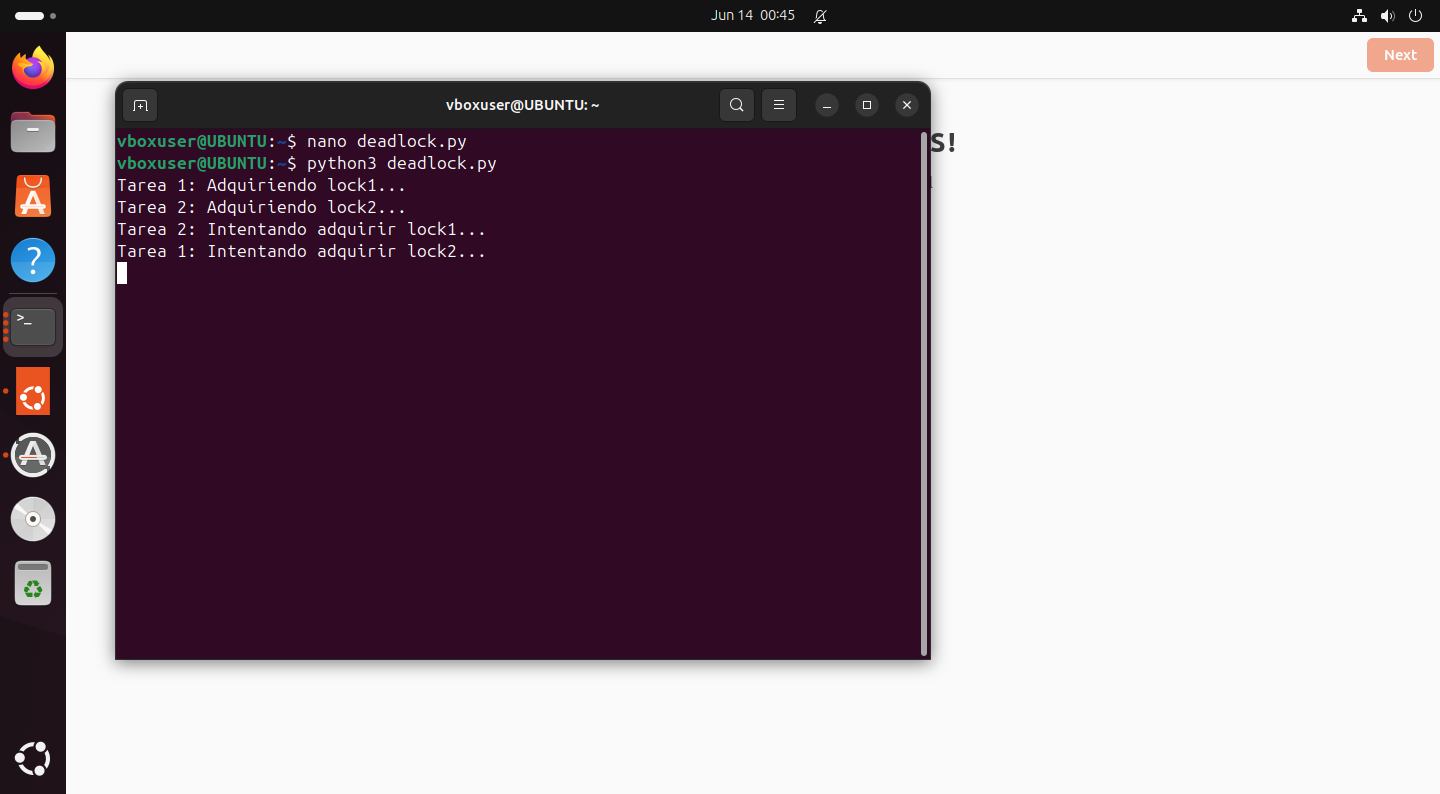 Jun 14 00:45
Next
vboxuser@UBUNTU: ~
S!
vboxuser@UBUNTU:~$ nano deadlock.py
vboxuser@UBUNTU:~$ python3 deadlock.py
Tarea 1: Adquiriendo lock1...
Tarea 2: Adquiriendo lock2...
Tarea 2: Intentando adquirir lock1...
Tarea 1: Intentando adquirir lock2...